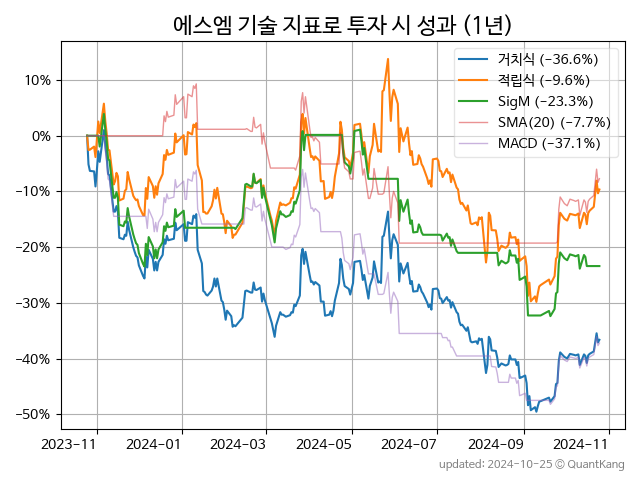 에스엠 기술 지표로 투자 시 성과 (1년)
거치식 (−36.6%)
적립식 (−9.6%)
SigM (−23.3%)
SMA(20) (−7.7%)
MACD (−37.1%)
10%
0%
−10%
−20%
−30%
−40%
−50%
2023−11 2024−01 2024−03 2024−05 2024−07 2024−09 2024−11
updated: 2024-10-25 © QuantKang